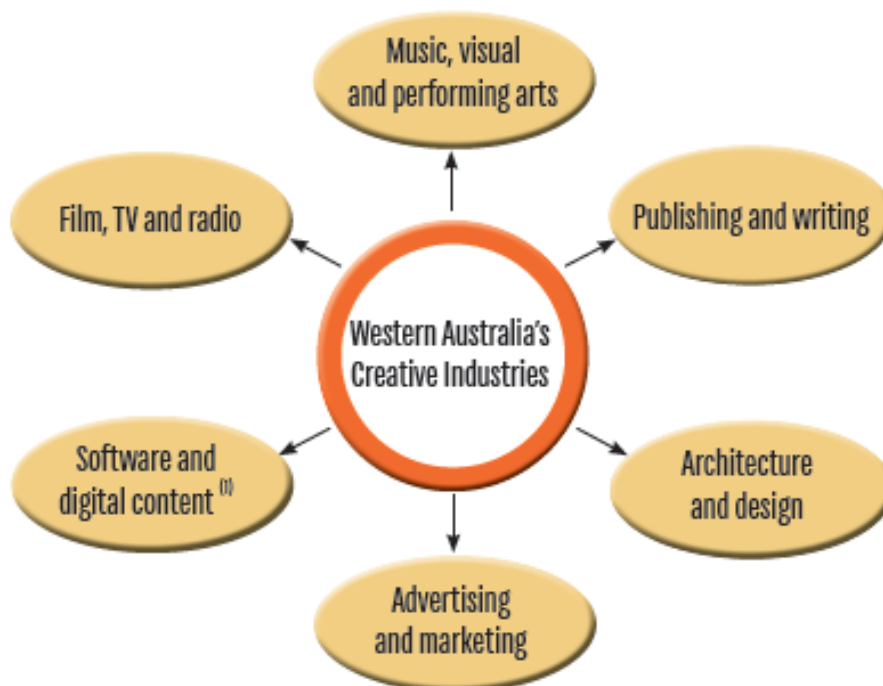 Music, visual
and performing arts
Film, TV and radio
Publishing and writing
Western Australia's
Creative Industries
Software and
digital content (1)
Architecture
and design
Advertising
and marketing